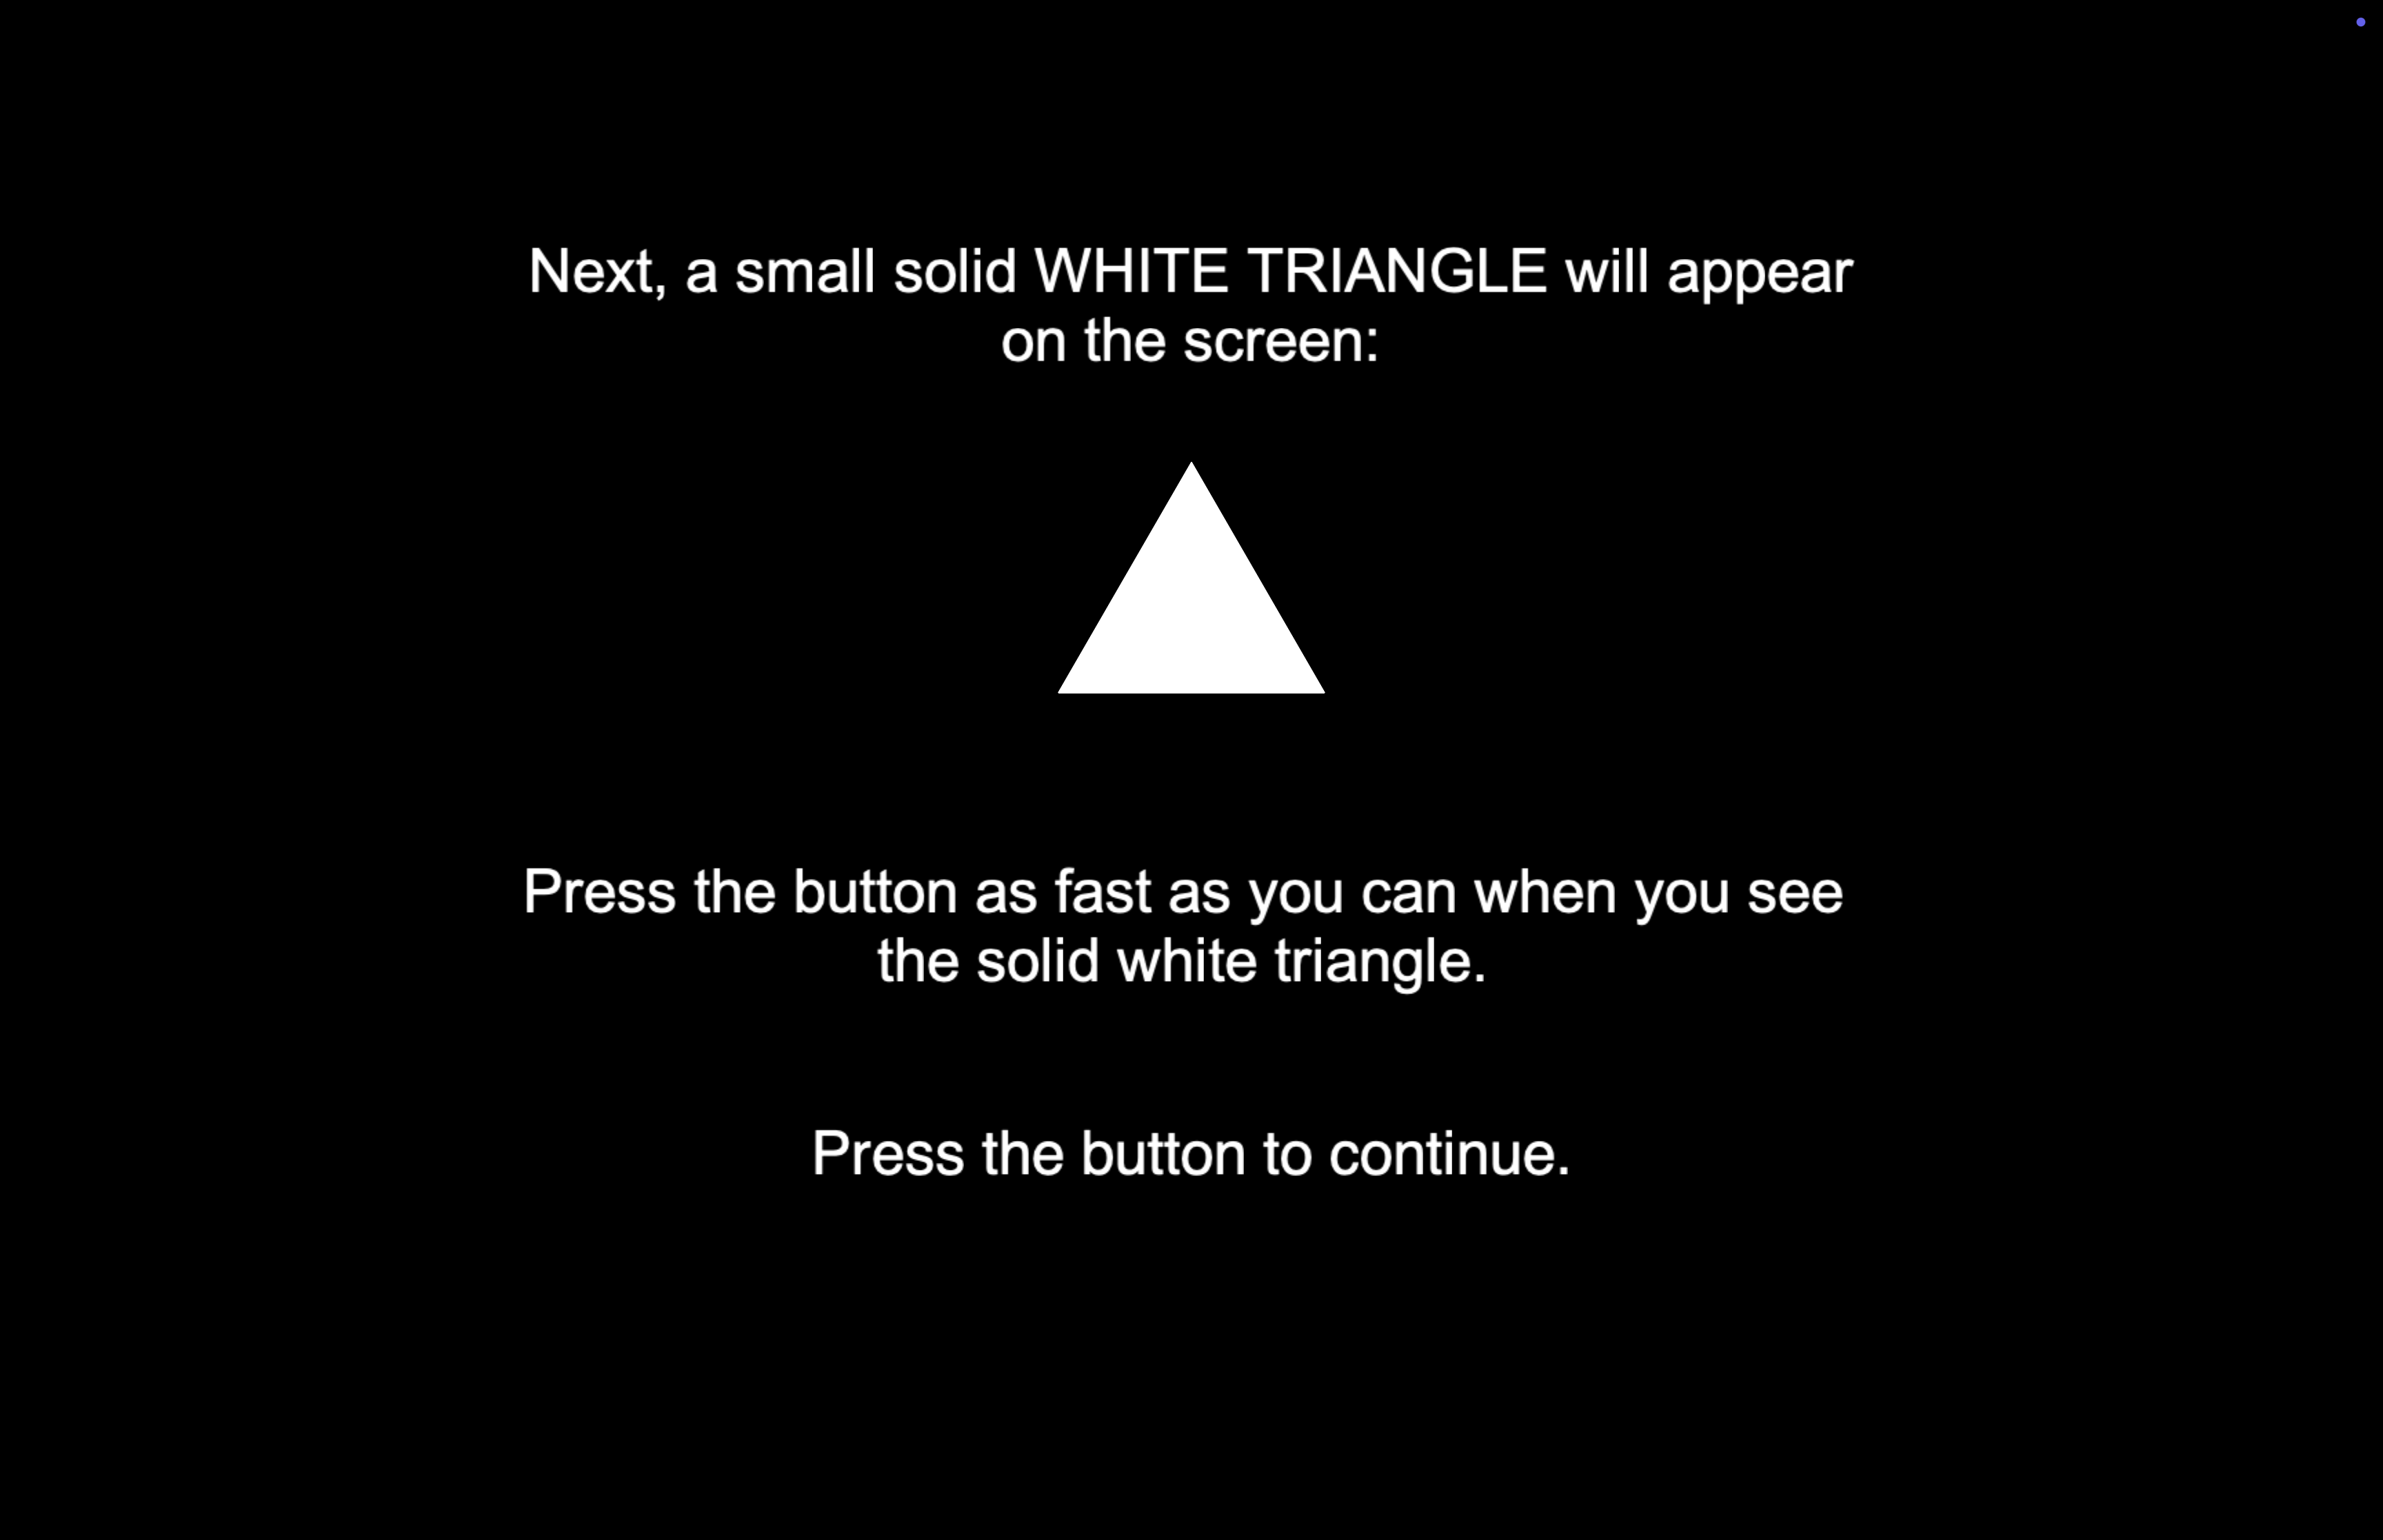 Next, a small solid WHITE TRIANGLE will appear
on the screen:
Press the button as fast as you can when you see
the solid white triangle.
Press the button to continue.